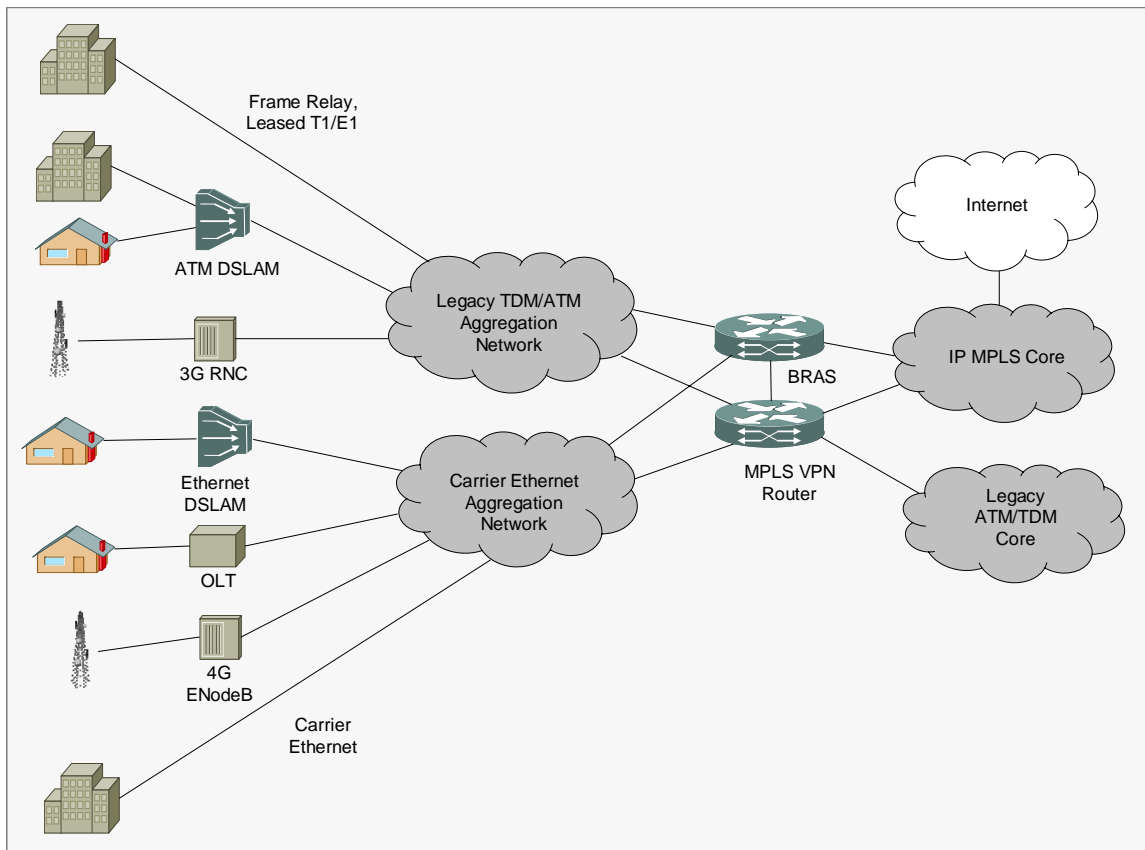 Frame Relay,
Leased T1/E1
Internet
ATM DSLAM
Legacy TDM/ATM
Aggregation
Network
3G RNC
BRAS
IP MPLS Core
Ethernet
DSLAM
Carrier Ethernet
Aggregation
Network
MPLS VPN
Router
Legacy
ATM/TDM
Core
OLT
4G
ENodeB
Carrier
Ethernet